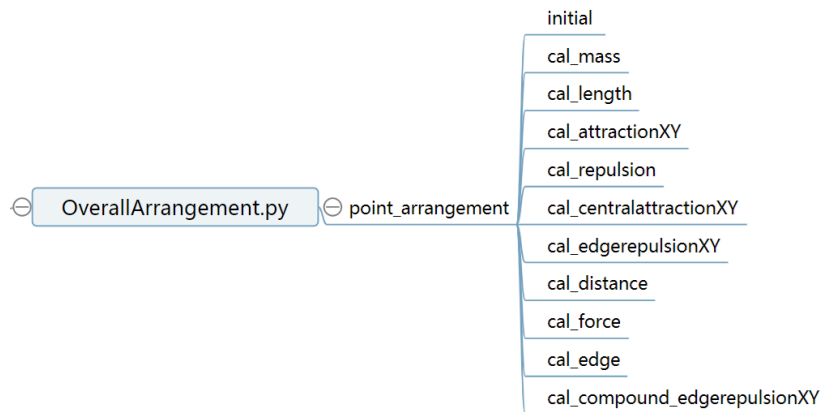 initial
cal_mass
cal_length
cal_attractionXY
cal_repulsion
OverallArrangement.py
point_arrangement
cal_centralattractionXY
cal_edgerepulsionXY
cal_distance
cal_force
cal_edge
cal_compound_edgerepulsionXY